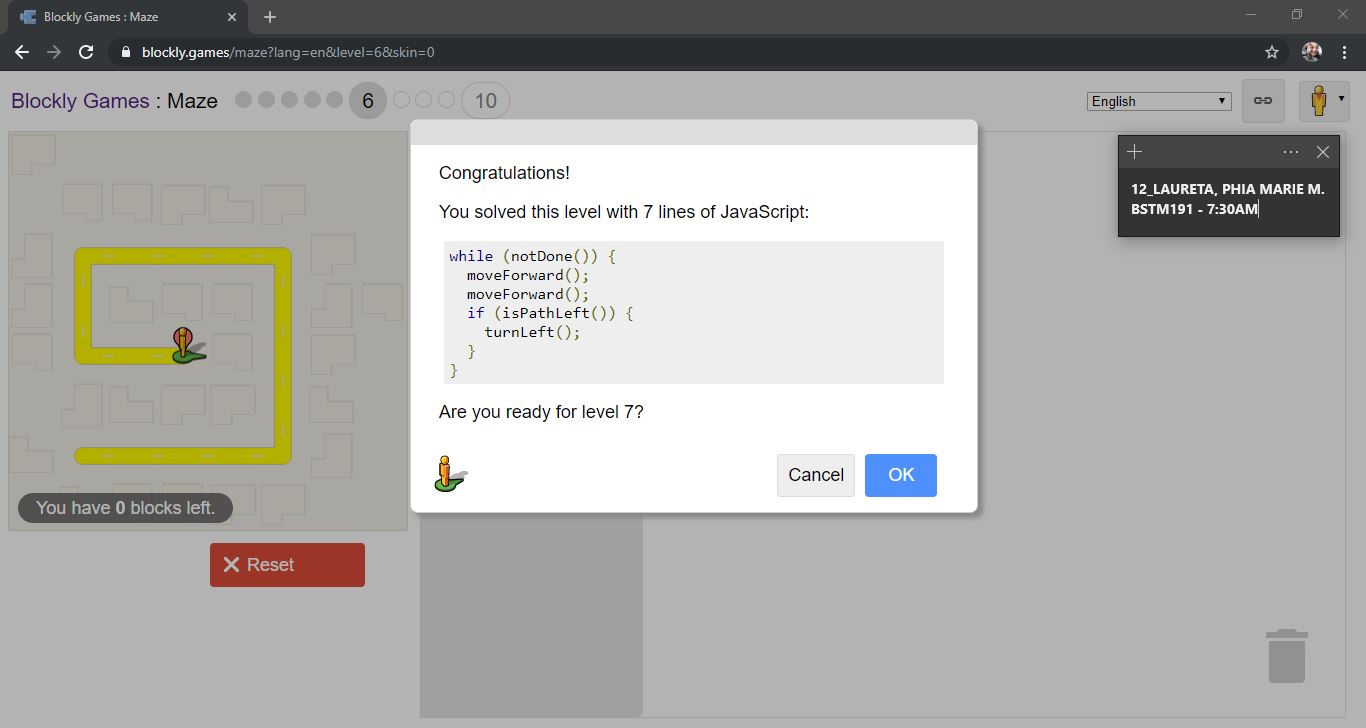 Blockly Games : Maze
blockly.games/maze?lang=en&level=6&skin=0
Blockly Games : Maze
6
10
English
12_LAURETA, PHIA MARIE M.
BSTM191 - 7:30AM
Congratulations!
You solved this level with 7 lines of JavaScript:
while (notDone()) {
  moveForward();
  moveForward();
  if (isPathLeft()) {
    turnLeft();
  }
}
Are you ready for level 7?
Cancel
OK
You have 0 blocks left.
Reset